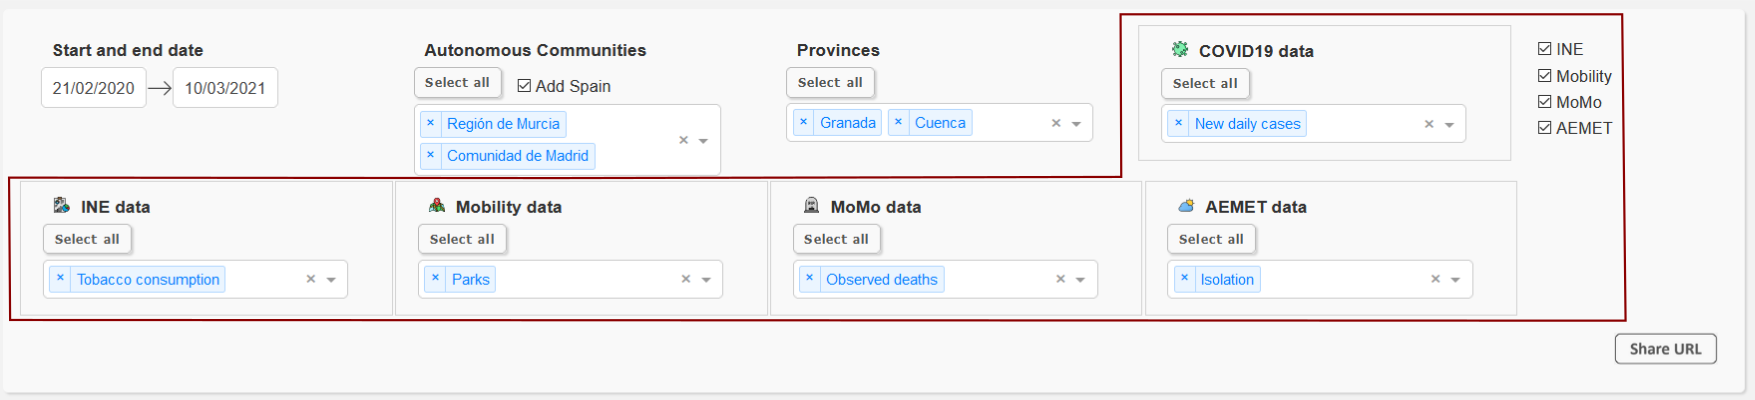 Start and end date
21/02/2020
10/03/2021
Autonomous Communities
Select all
Add Spain
× Región de Murcia
× Comunidad de Madrid
×
Provinces
Select all
× Granada × Cuenca ×
COVID19 data
Select all
× New daily cases ×
INE
Mobility
MoMo
AEMET
INE data
Select all
× Tobacco consumption ×
Mobility data
Select all
× Parks ×
MoMo data
Select all
× Observed deaths ×
AEMET data
Select all
× Isolation ×
Share URL